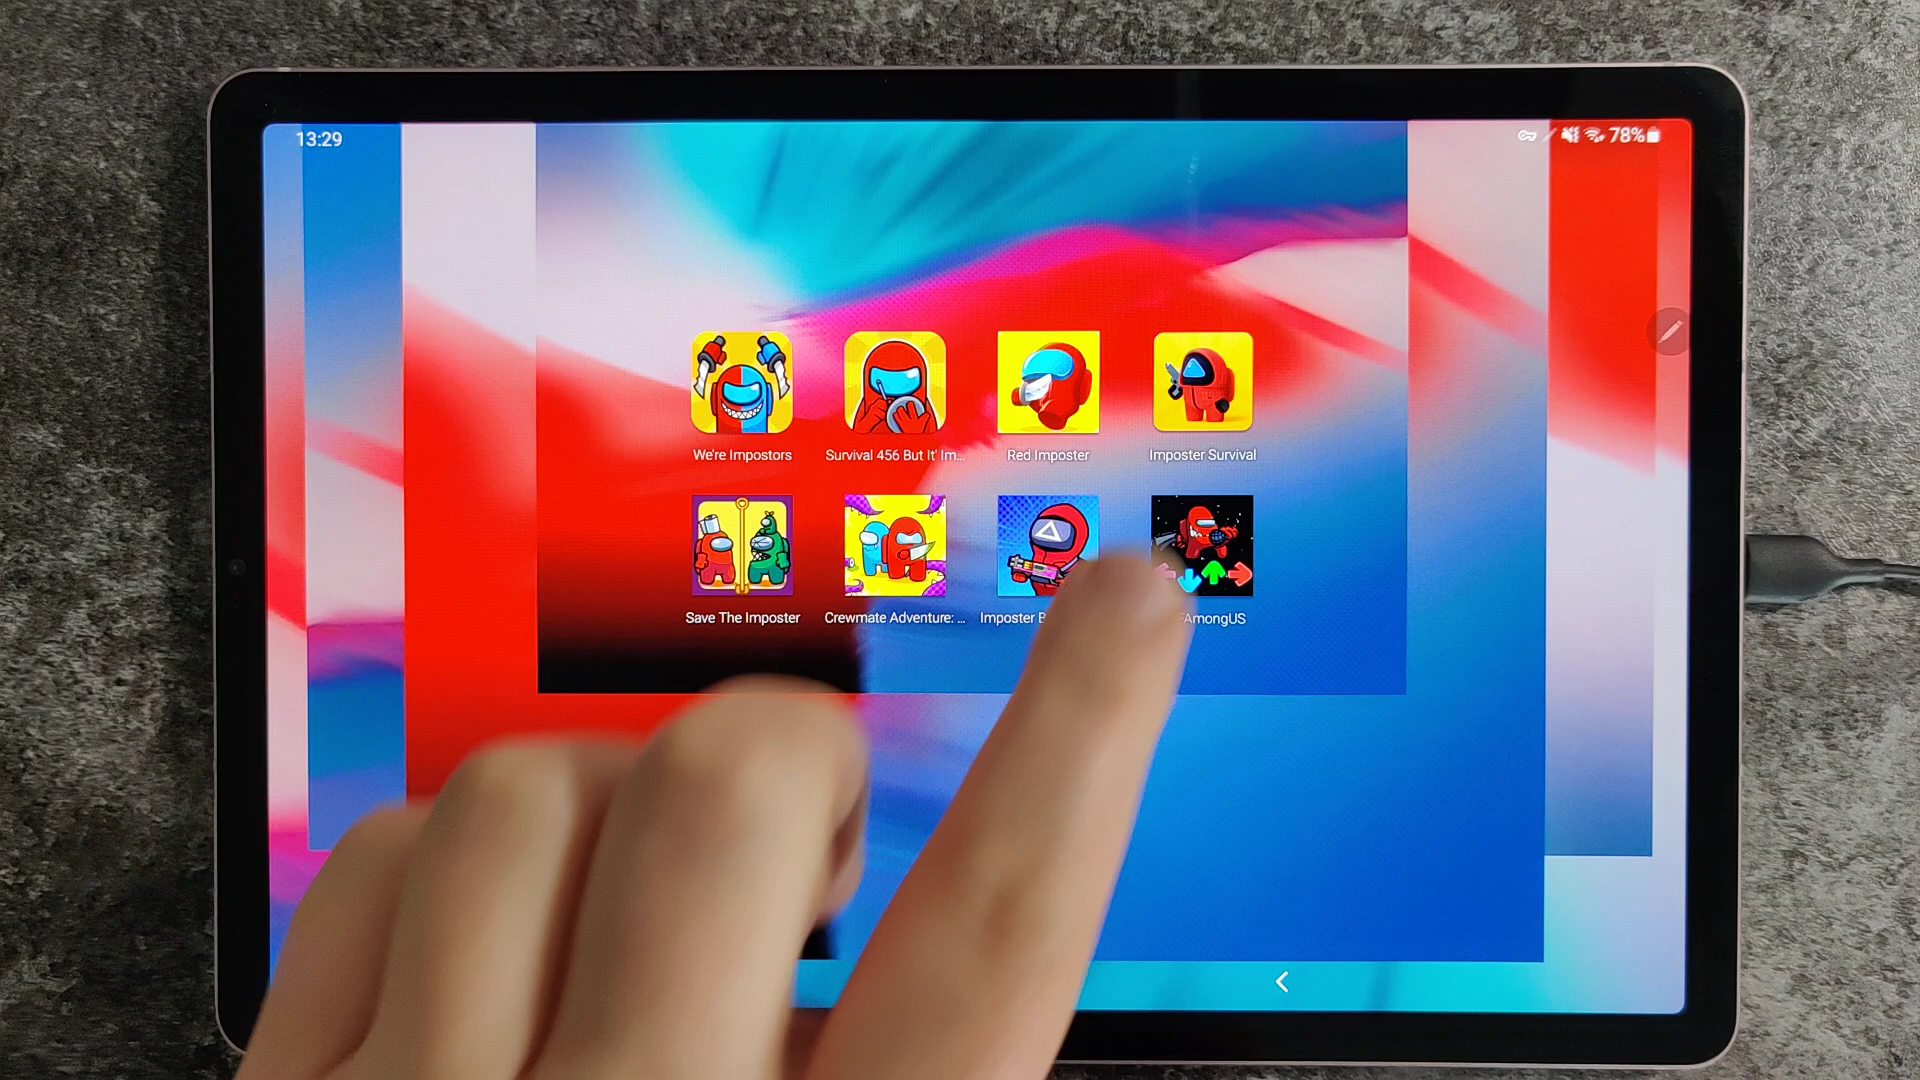 13:29
78%
We're Impostors
Survival 456 But It' Im...
Red Imposter
Imposter Survival
Save The Imposter
Crewmate Adventure: ...
Imposter
AmongUS